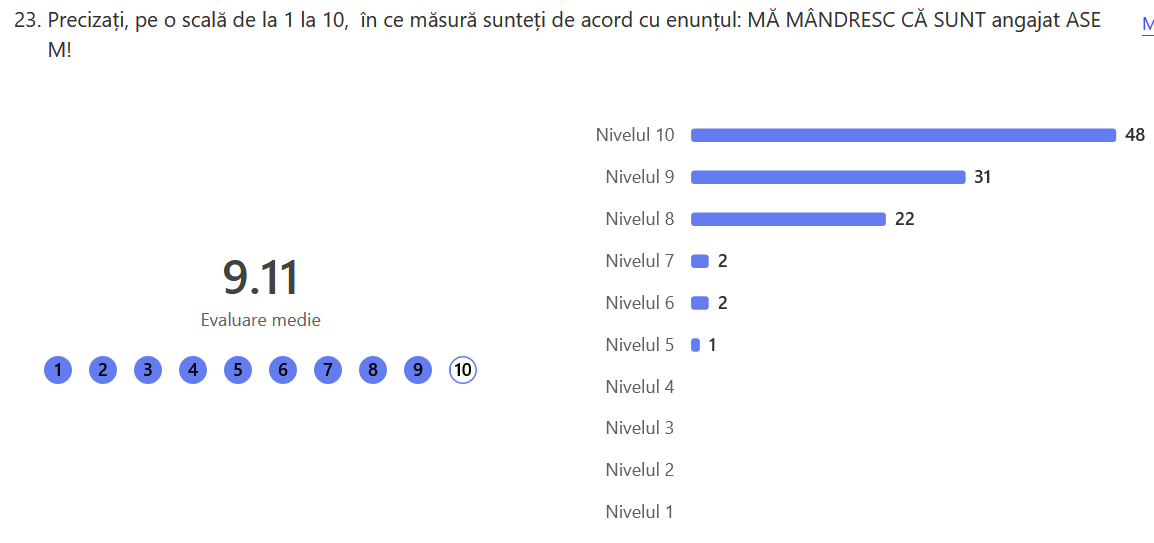 23. Precizați, pe o scală de la 1 la 10, în ce măsură sunteți de acord cu enunțul: MĂ MÂNDRESC CĂ SUNT angajat ASE
M!
M
9.11
Evaluare medie
1 2 3 4 5 6 7 8 9 10
Nivelul 10 48
Nivelul 9 31
Nivelul 8 22
Nivelul 7 2
Nivelul 6 2
Nivelul 5 1
Nivelul 4
Nivelul 3
Nivelul 2
Nivelul 1